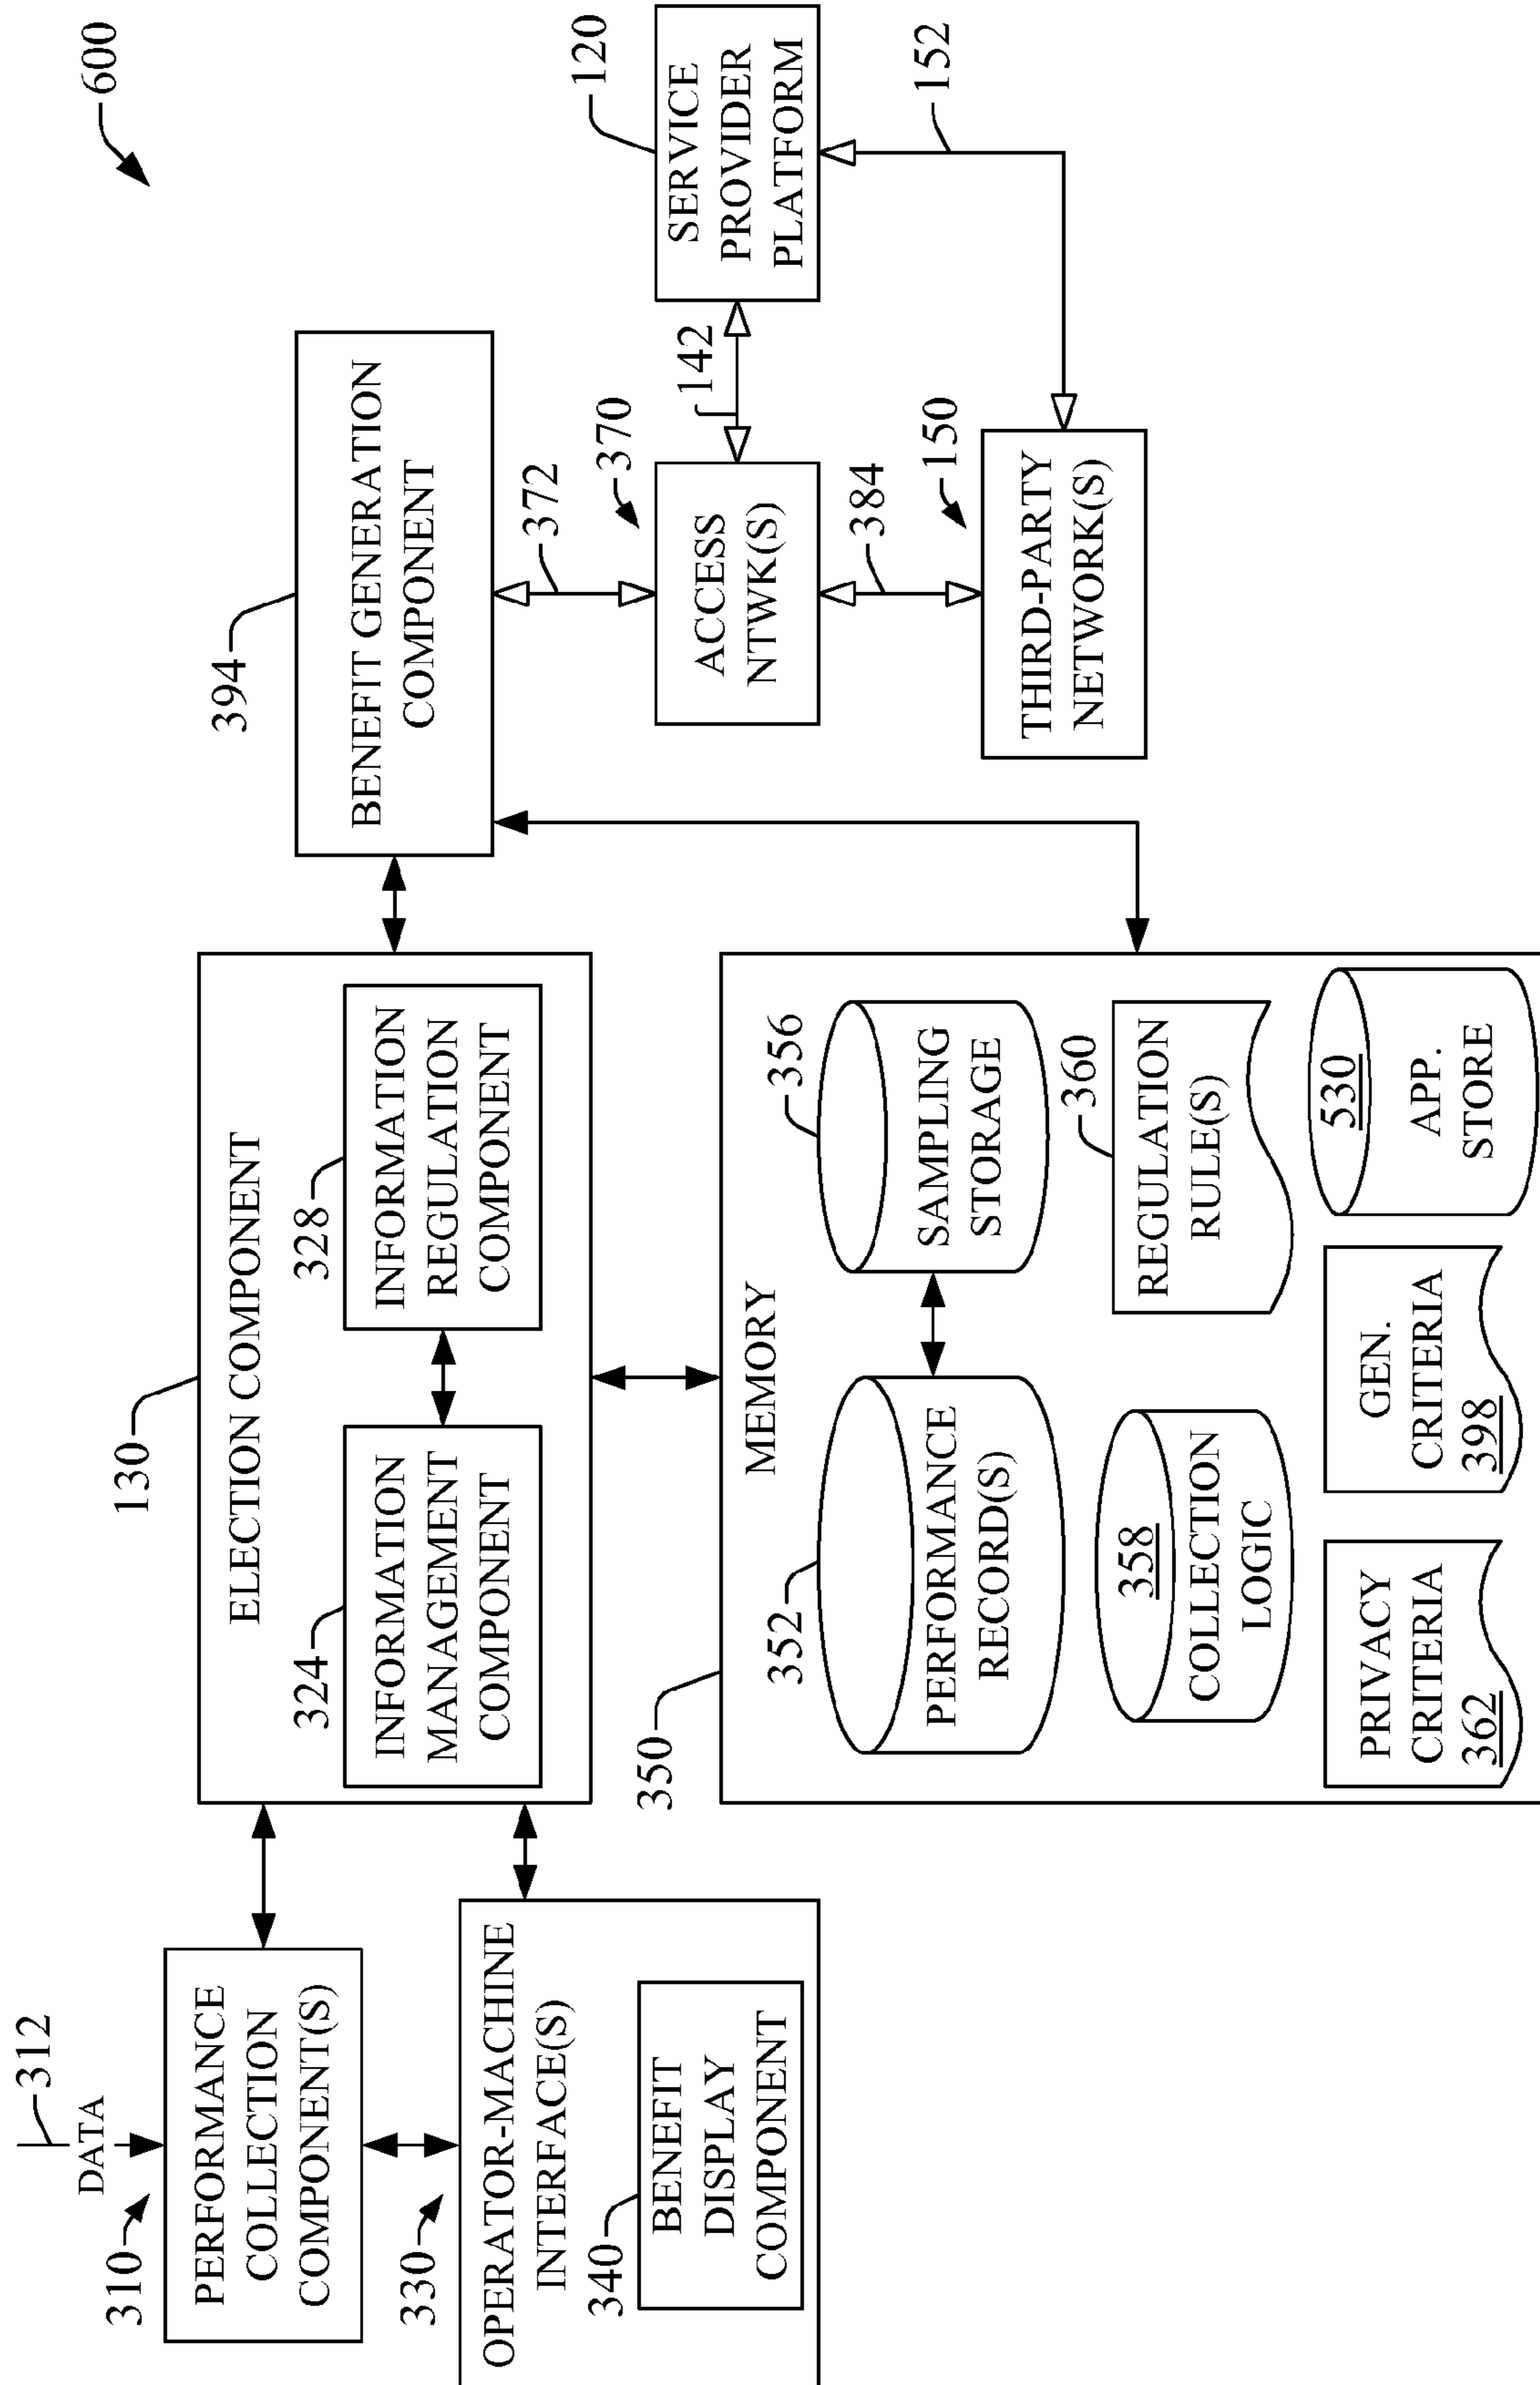 600
312
DATA
310
PERFORMANCE
COLLECTION
COMPONENT(S)
330
OPERATOR-MACHINE
INTERFACE(S)
340
BENEFIT
DISPLAY
COMPONENT
130
ELECTION COMPONENT
324
INFORMATION
MANAGEMENT
COMPONENT
328
INFORMATION
REGULATION
COMPONENT
394
BENEFIT GENERATION
COMPONENT
372
370
ACCESS
NTWK(S)
142
120
SERVICE
PROVIDER
PLATFORM
152
384
150
THIRD-PARTY
NETWORK(S)
350
MEMORY
352
PERFORMANCE
RECORD(S)
356
SAMPLING
STORAGE
358
COLLECTION
LOGIC
360
REGULATION
RULE(S)
PRIVACY
CRITERIA
362
GEN.
CRITERIA
398
530
APP.
STORE